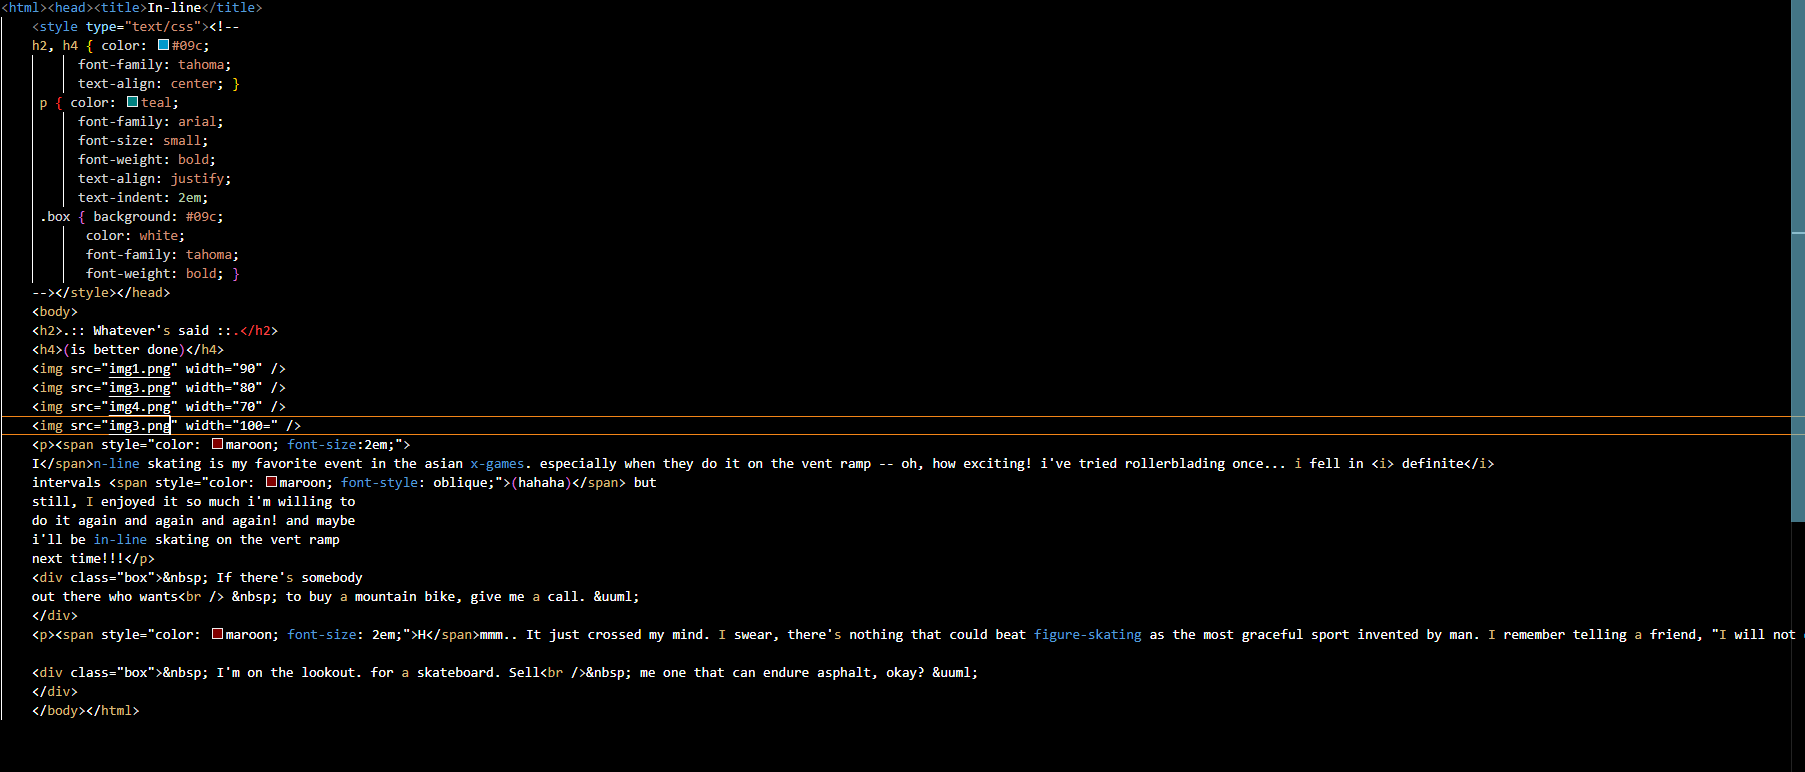 <html><head><title>In-line</title>
<style type="text/css"><!--
h2, h4 { color: #09c;
font-family: tahoma;
text-align: center; }
p { color: teal;
font-family: arial;
font-size: small;
font-weight: bold;
text-align: justify;
text-indent: 2em;
.box { background: #09c;
color: white;
font-family: tahoma;
font-weight: bold; }
--></style></head>
<body>
<h2>.:: Whatever's said ::.</h2>
<h4>(is better done)</h4>
<img src="img1.png" width="90" />
<img src="img3.png" width="80" />
<img src="img4.png" width="70" />
<img src="img3.png" width="100=" />
<p><span style="color: maroon; font-size:2em;">
I</span>n-line skating is my favorite event in the asian x-games. especially when they do it on the vent ramp -- oh, how exciting! i've tried rollerblading once... i fell in <i> definite</i>
intervals <span style="color: maroon; font-style: oblique;">(hahaha)</span> but
still, I enjoyed it so much i'm willing to
do it again and again and again! and maybe
i'll be in-line skating on the vert ramp
next time!!!</p>
<div class="box">&nbsp; If there's somebody
out there who wants<br /> &nbsp; to buy a mountain bike, give me a call. &uuml;
</div>
<p><span style="color: maroon; font-size: 2em;">H</span>mmm.. It just crossed my mind. I swear, there's nothing that could beat figure-skating as the most graceful sport invented by man. I remember telling a friend, "I will not
<div class="box">&nbsp; I'm on the lookout. for a skateboard. Sell<br />&nbsp; me one that can endure asphalt, okay? &uuml;
</div>
</body></html>